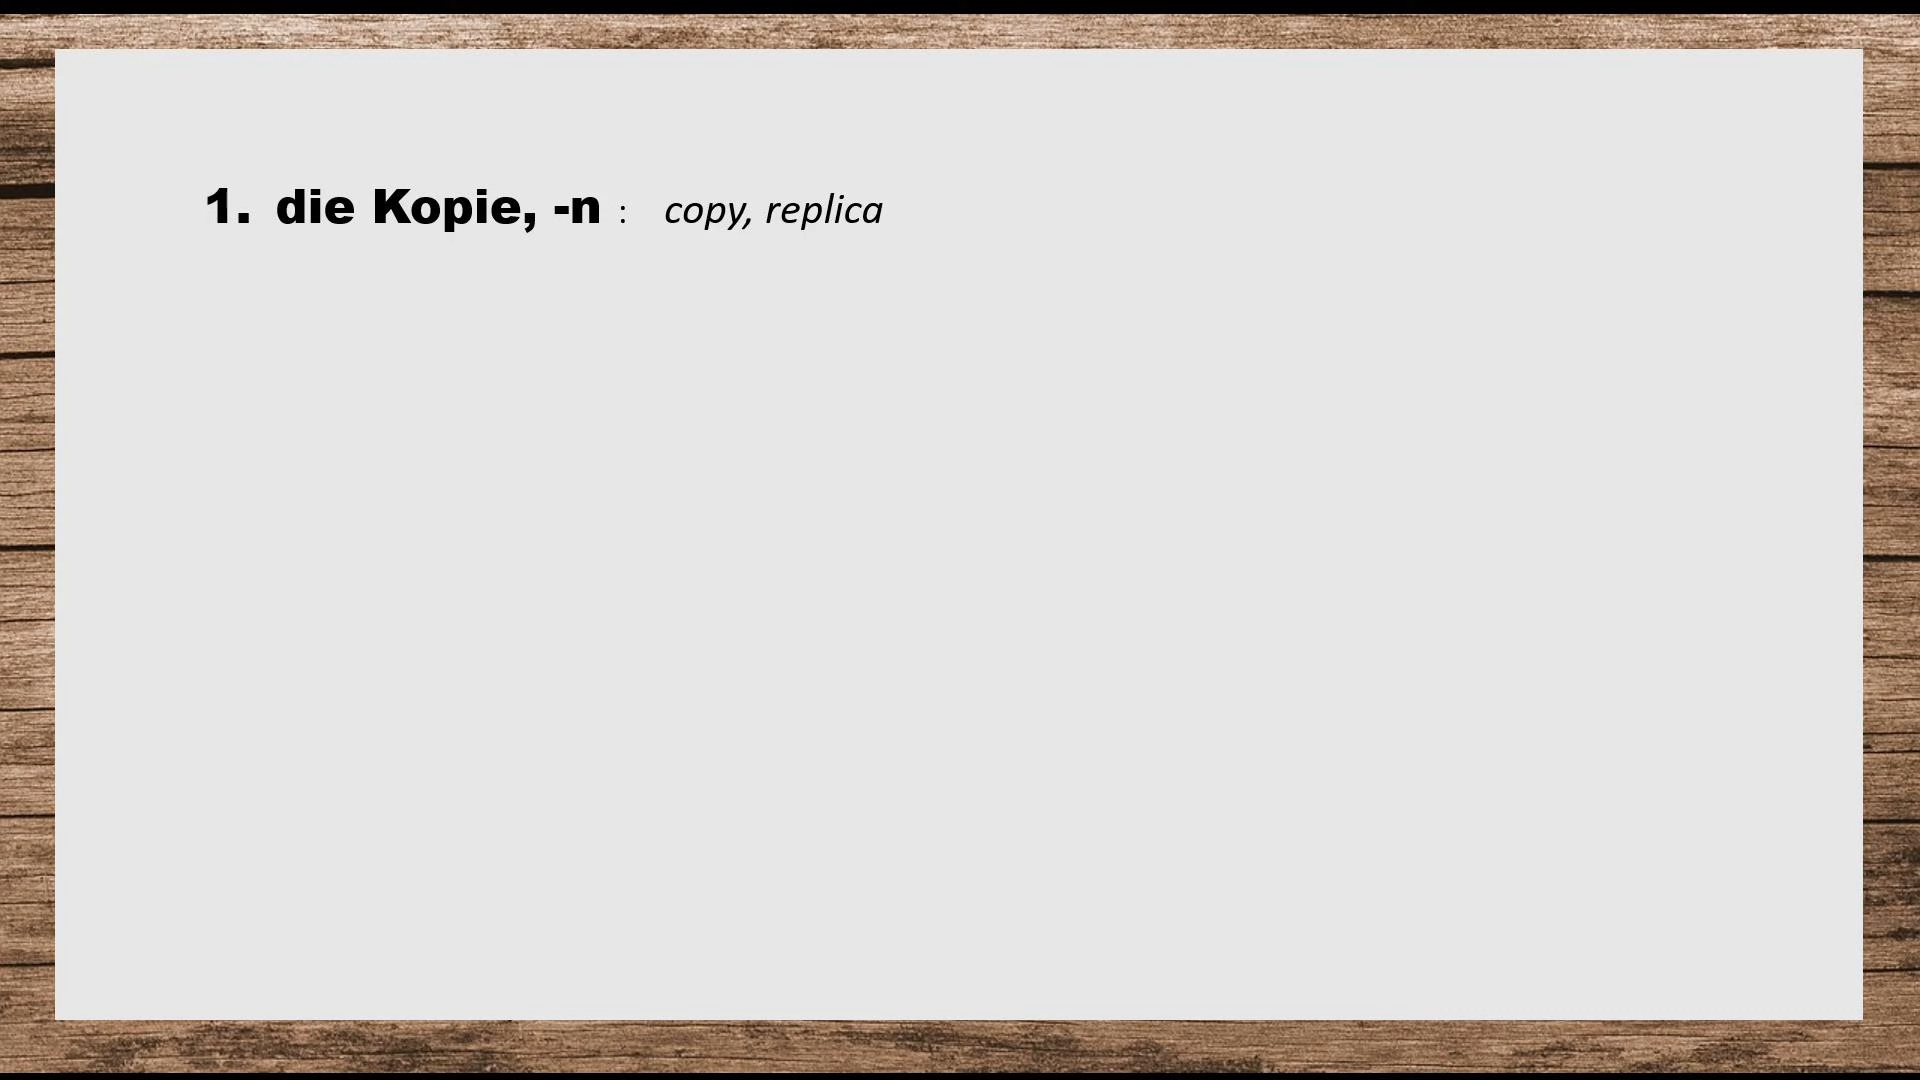 1. die Kopie, -n : copy, replica